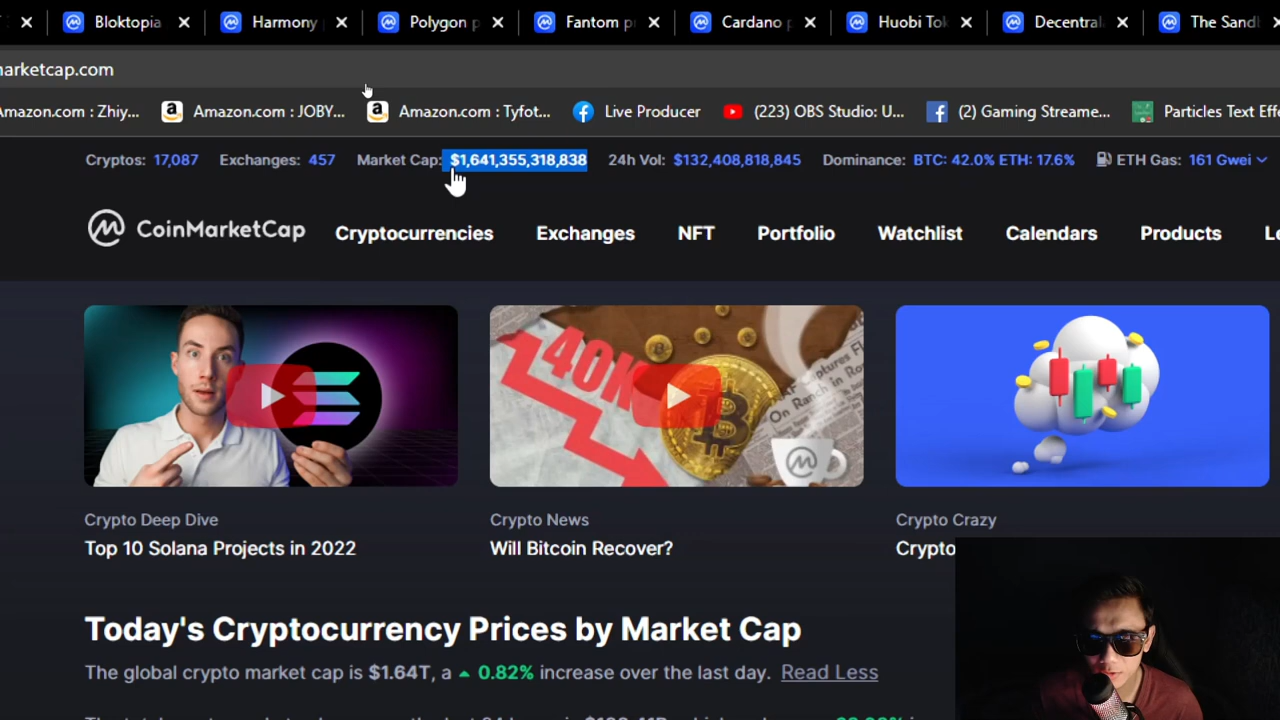 Bloktopia
Harmony
Polygon p
Fantom pr
Cardano p
Huobi Tok
Decentral
The Sandl
narketcap.com
Amazon.com : Zhiy...
Amazon.com : JOBY...
Amazon.com : Tyfot...
Live Producer
(223) OBS Studio: U...
(2) Gaming Streame...
Particles Text Effe
Cryptos: 17,087 Exchanges: 457 Market Cap: $1,641,355,318,838 24h Vol: $132,408,818,845 Dominance: BTC: 42.0% ETH: 17.6% ETH Gas: 161 Gwei
CoinMarketCap
Cryptocurrencies Exchanges NFT Portfolio Watchlist Calendars Products Le
40K
Crypto Deep Dive
Top 10 Solana Projects in 2022
Crypto News
Will Bitcoin Recover?
Crypto Crazy
Crypto
Today's Cryptocurrency Prices by Market Cap
The global crypto market cap is $1.64T, a 0.82% increase over the last day. Read Less